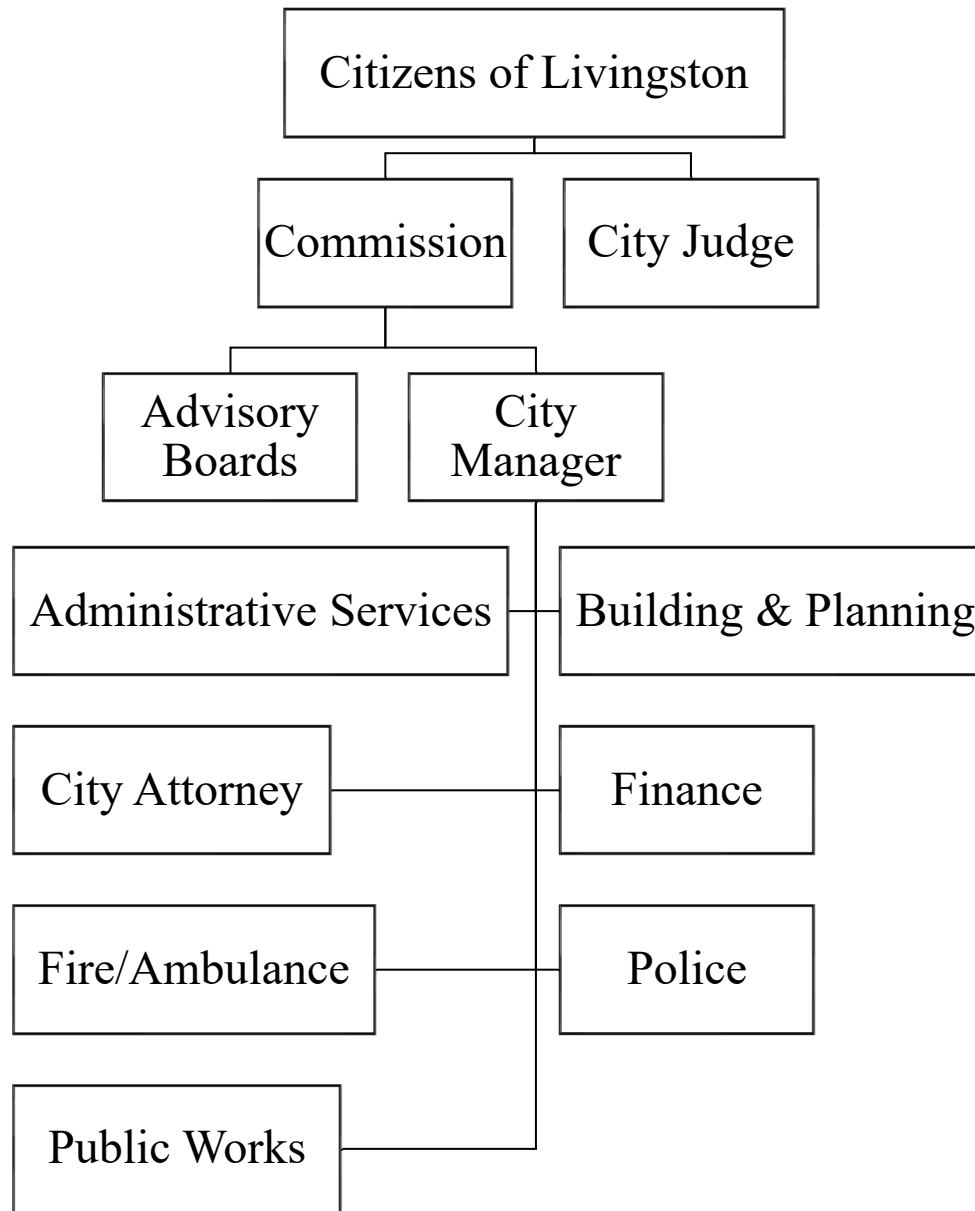 Citizens of Livingston
Commission
City Judge
Advisory
Boards
City
Manager
Administrative Services
Building & Planning
City Attorney
Finance
Fire/Ambulance
Police
Public Works